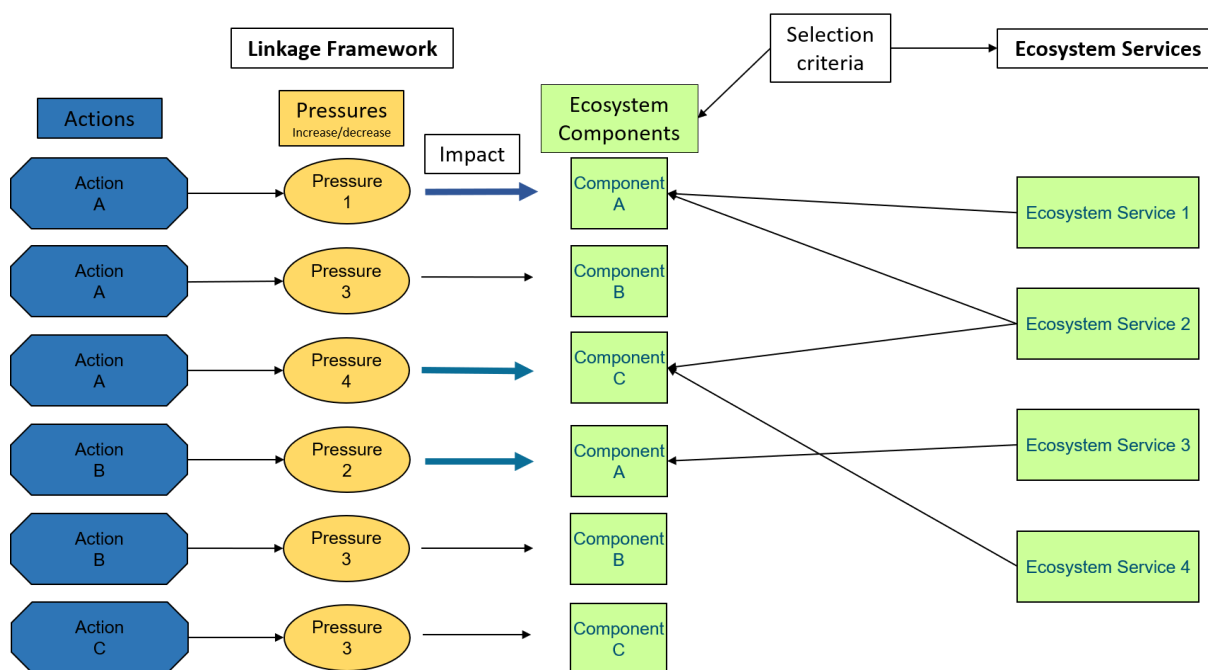 Linkage Framework
Selection
criteria
Ecosystem Services
Actions
Pressures
Increase/decrease
Impact
Ecosystem
Components
Action
A
Pressure
1
Component
A
Ecosystem Service 1
Action
A
Pressure
3
Component
B
Ecosystem Service 2
Action
A
Pressure
4
Component
C
Action
B
Pressure
2
Component
A
Ecosystem Service 3
Action
B
Pressure
3
Component
B
Ecosystem Service 4
Action
C
Pressure
3
Component
C